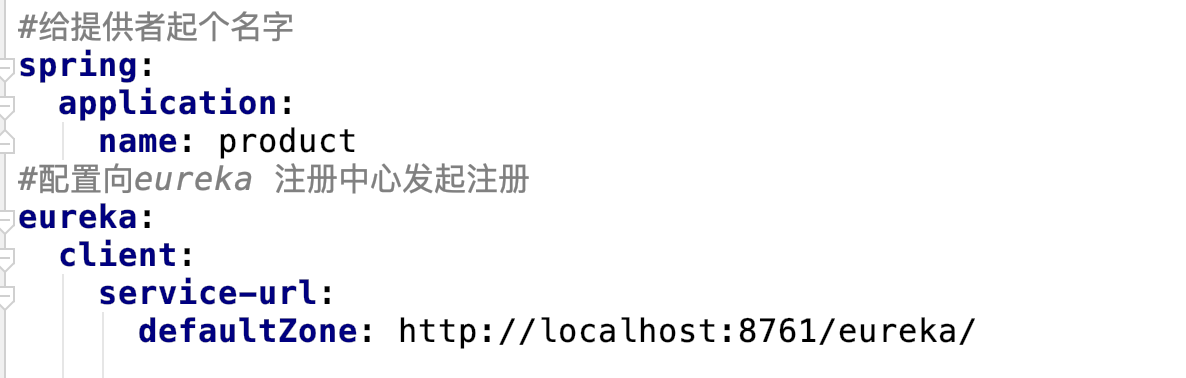 #给提供者起个名字
spring:
  application:
    name: product
#配置向eureka 注册中心发起注册
eureka:
  client:
    service-url:
      defaultZone: http://localhost:8761/eureka/